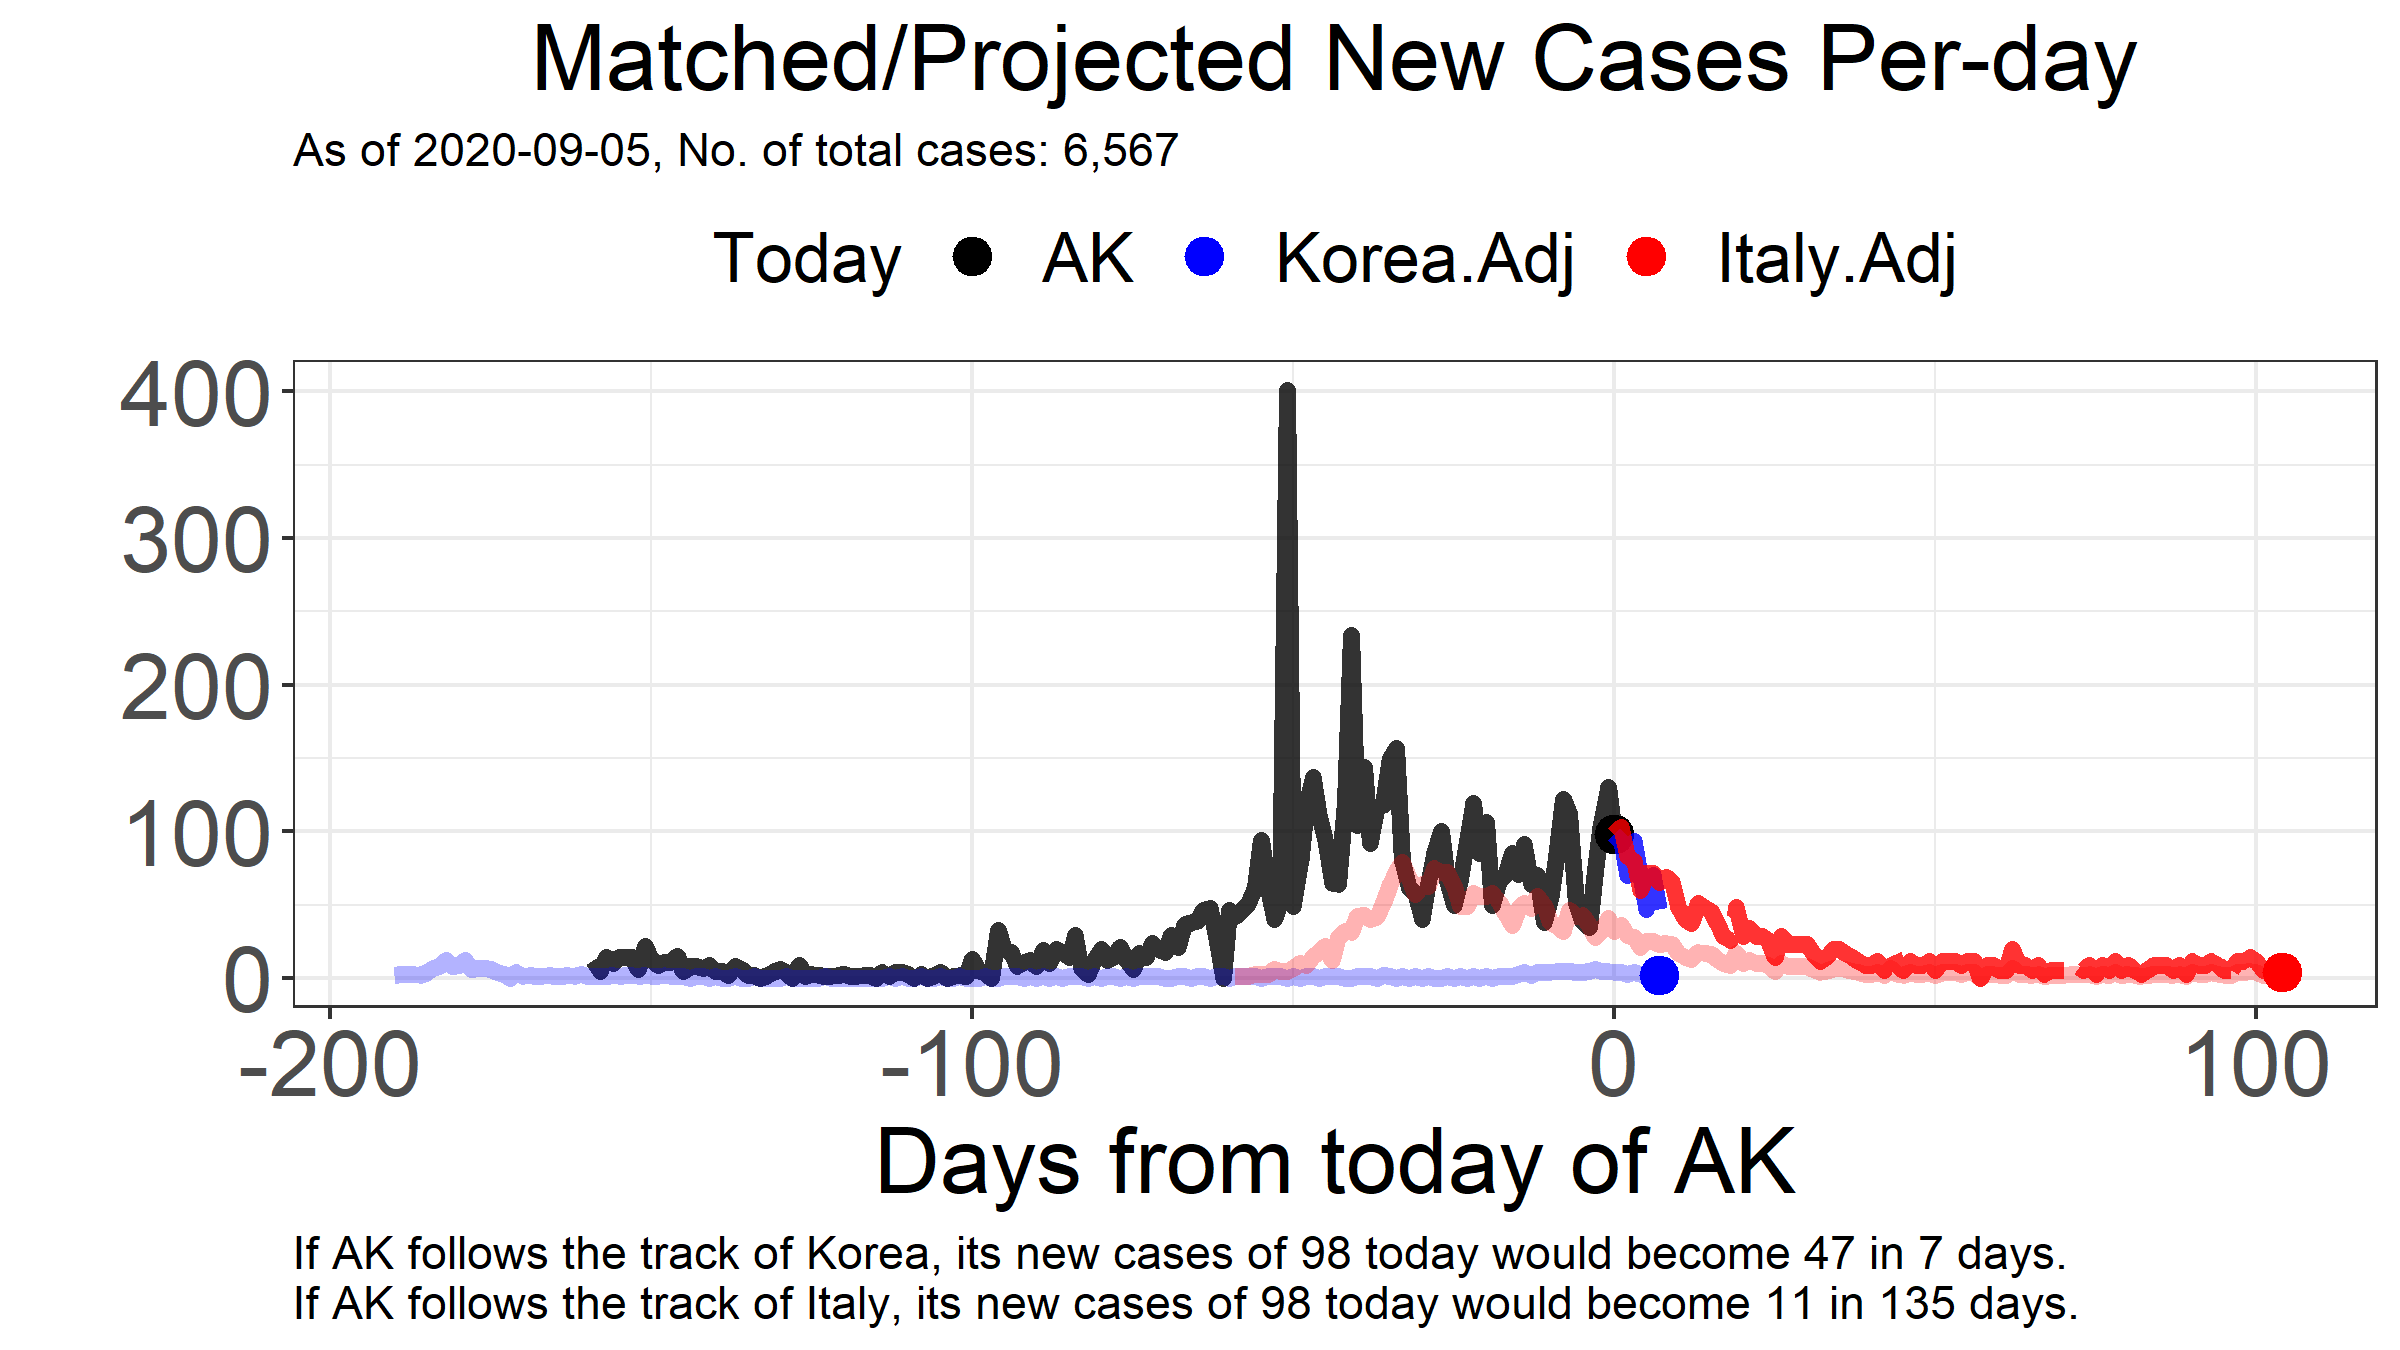 Matched/Projected New Cases Per-day
As of 2020-09-05, No. of total cases: 6,567
Today AK Korea.Adj Italy.Adj
400
300
200
100
0
-200 -100 0 100
Days from today of AK
If AK follows the track of Korea, its new cases of 98 today would become 47 in 7 days.
If AK follows the track of Italy, its new cases of 98 today would become 11 in 135 days.